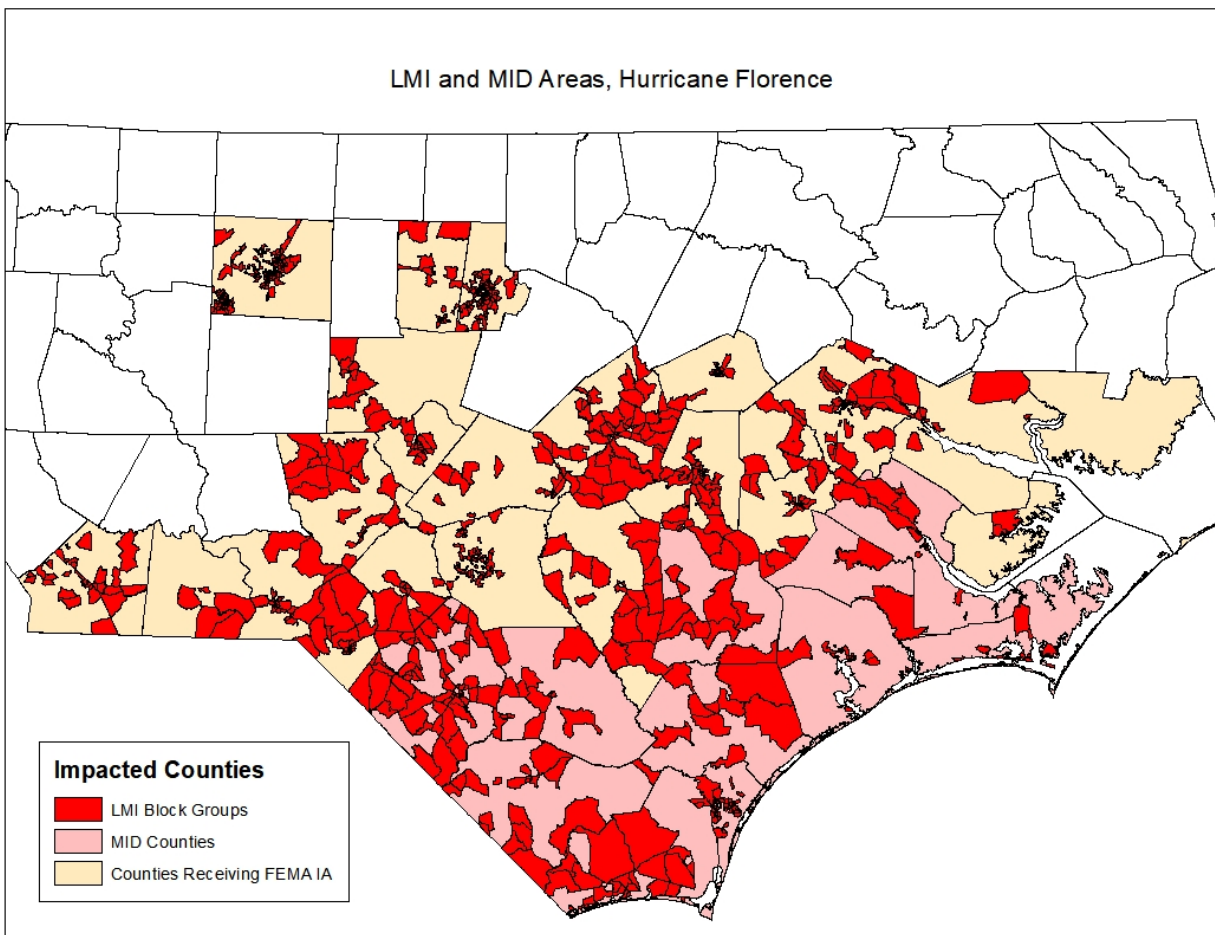 LMI and MID Areas, Hurricane Florence
Impacted Counties
LMI Block Groups
MID Counties
Counties Receiving FEMA IA